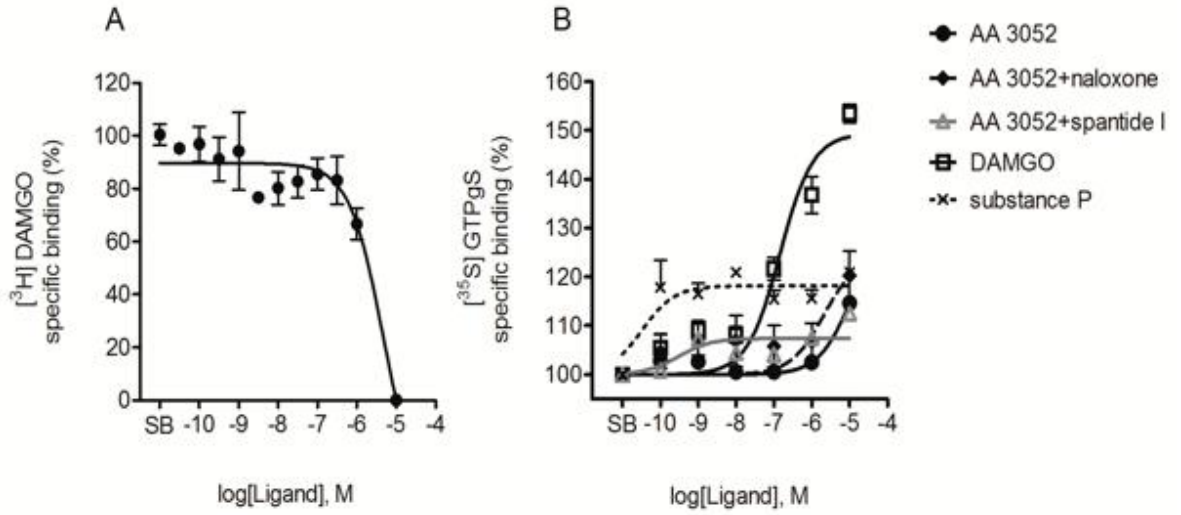 A
[³H] DAMGO
specific binding (%)
120
100
80
60
40
20
0
SB -10 -9 -8 -7 -6 -5 -4
log[Ligand], M
B
[³⁵S] GTPgS
specific binding (%)
160
150
140
130
120
110
100
SB -10 -9 -8 -7 -6 -5 -4
log[Ligand], M
AA 3052
AA 3052+naloxone
AA 3052+spantide I
DAMGO
substance P